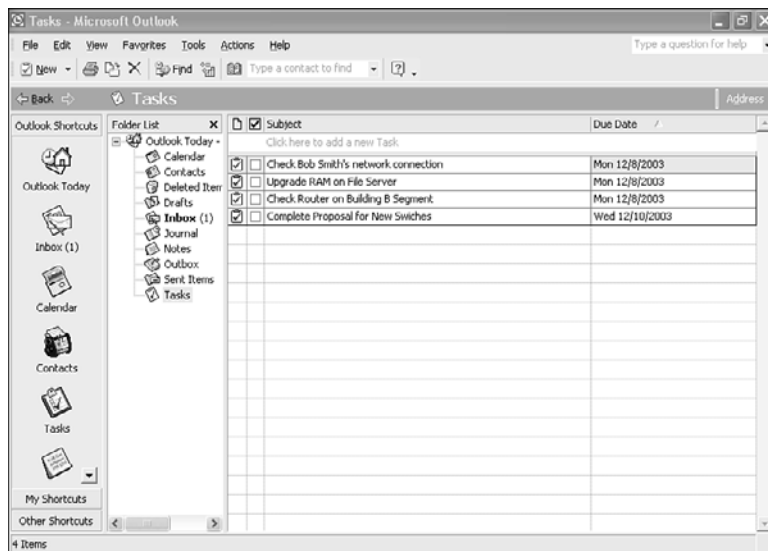 Tasks - Microsoft Outlook
File Edit View Favorites Tools Actions Help
Type a question for help
New
Find
Type a contact to find
Back
Tasks
Address
Outlook Shortcuts
Outlook Today
Inbox (1)
Calendar
Contacts
Tasks
My Shortcuts
Other Shortcuts
Folder List X
Outlook Today -
Calendar
Contacts
Deleted Item
Drafts
Inbox (1)
Journal
Notes
Outbox
Sent Items
Tasks
Subject Due Date
Click here to add a new Task
Check Bob Smith's network connection Mon 12/8/2003
Upgrade RAM on File Server Mon 12/8/2003
Check Router on Building B Segment Mon 12/8/2003
Complete Proposal for New Swiches Wed 12/10/2003
4 Items